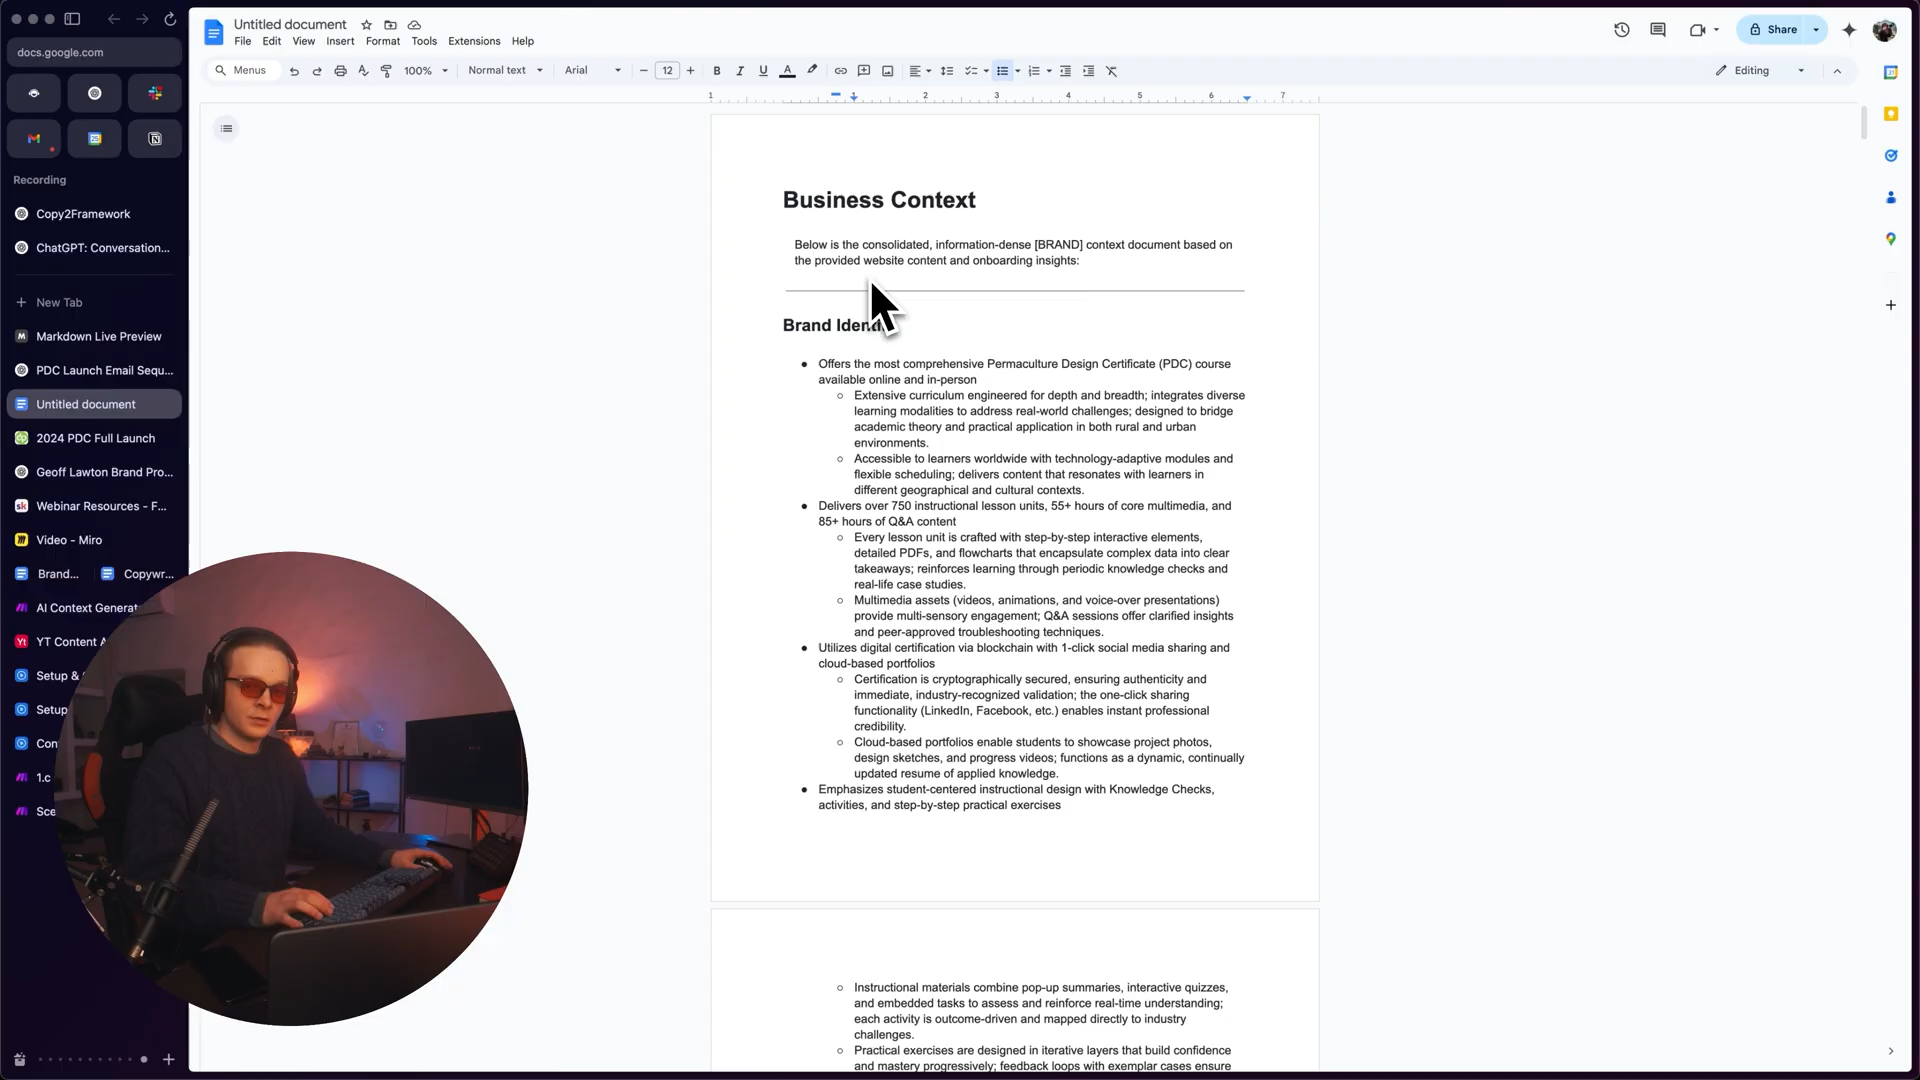 docs.google.com
Recording
Copy2Framework
ChatGPT: Conversation...
New Tab
Markdown Live Preview
PDC Launch Email Sequ...
Untitled document
2024 PDC Full Launch
Geoff Lawton Brand Pro...
Webinar Resources - F...
Video - Miro
Brand... Copywr...
AI Context Generat
YT Content A
Setup &
Setup
Con
1.c
Sce
Untitled document
File Edit View Insert Format Tools Extensions Help
Share
Menus 100% Normal text Arial 12 Editing
1 1 2 3 4 5 6 7
Business Context
Below is the consolidated, information-dense [BRAND] context document based on
the provided website content and onboarding insights:
Brand Identi
● Offers the most comprehensive Permaculture Design Certificate (PDC) course
available online and in-person
○ Extensive curriculum engineered for depth and breadth; integrates diverse
learning modalities to address real-world challenges; designed to bridge
academic theory and practical application in both rural and urban
environments.
○ Accessible to learners worldwide with technology-adaptive modules and
flexible scheduling; delivers content that resonates with learners in
different geographical and cultural contexts.
● Delivers over 750 instructional lesson units, 55+ hours of core multimedia, and
85+ hours of Q&A content
○ Every lesson unit is crafted with step-by-step interactive elements,
detailed PDFs, and flowcharts that encapsulate complex data into clear
takeaways; reinforces learning through periodic knowledge checks and
real-life case studies.
○ Multimedia assets (videos, animations, and voice-over presentations)
provide multi-sensory engagement; Q&A sessions offer clarified insights
and peer-approved troubleshooting techniques.
● Utilizes digital certification via blockchain with 1-click social media sharing and
cloud-based portfolios
○ Certification is cryptographically secured, ensuring authenticity and
immediate, industry-recognized validation; the one-click sharing
functionality (LinkedIn, Facebook, etc.) enables instant professional
credibility.
○ Cloud-based portfolios enable students to showcase project photos,
design sketches, and progress videos; functions as a dynamic, continually
updated resume of applied knowledge.
● Emphasizes student-centered instructional design with Knowledge Checks,
activities, and step-by-step practical exercises
○ Instructional materials combine pop-up summaries, interactive quizzes,
and embedded tasks to assess and reinforce real-time understanding;
each activity is outcome-driven and mapped directly to industry
challenges.
○ Practical exercises are designed in iterative layers that build confidence
and mastery progressively; feedback loops with exemplar cases ensure